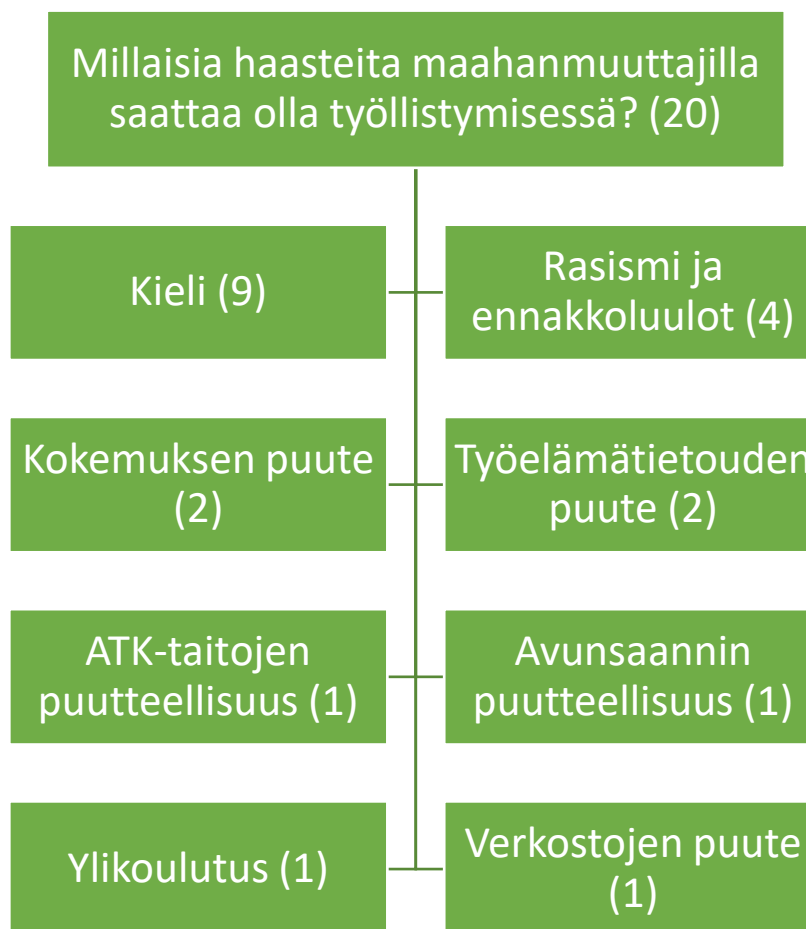 Millaisia haasteita maahanmuuttajilla
saattaa olla työllistymisessä? (20)
Kieli (9)
Rasismi ja
ennakkoluulot (4)
Kokemuksen puute
(2)
Työelämätietouden
puute (2)
ATK-taitojen
puutteellisuus (1)
Avunsaannin
puutteellisuus (1)
Ylikoulutus (1)
Verkostojen puute
(1)